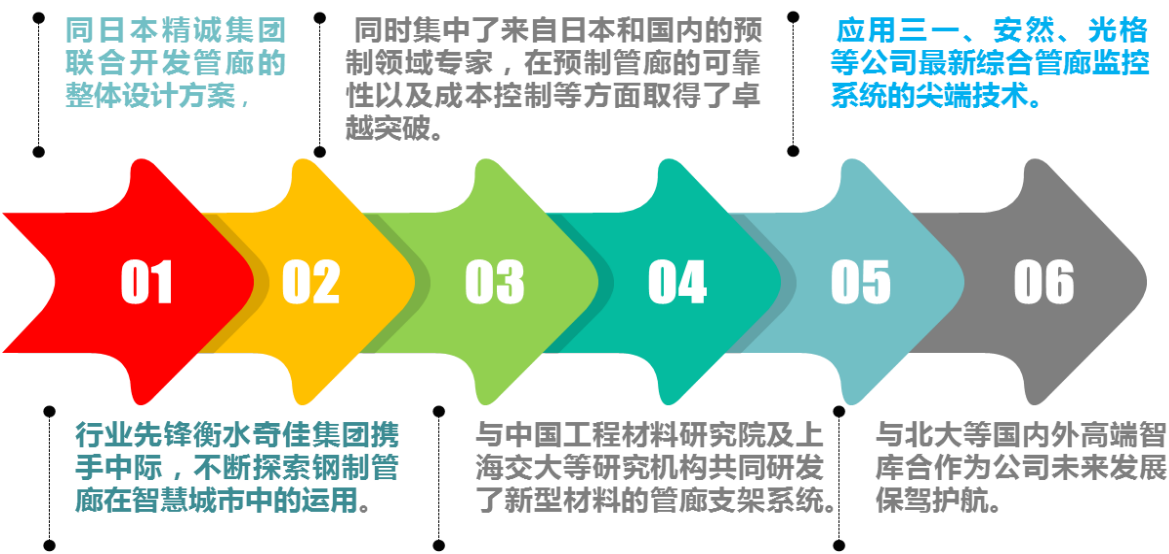 同日本精诚集团
联合开发管廊的
整体设计方案，
同时集中了来自日本和国内的预
制领域专家，在预制管廊的可靠
性以及成本控制等方面取得了卓
越突破。
应用三一、安然、光格
等公司最新综合管廊监控
系统的尖端技术。
01
02
03
04
05
06
行业先锋衡水奇佳集团携
手中际，不断探索钢制管
廊在智慧城市中的运用。
与中国工程材料研究院及上
海交大等研究机构共同研发
了新型材料的管廊支架系统。
与北大等国内外高端智
库合作为公司未来发展
保驾护航。